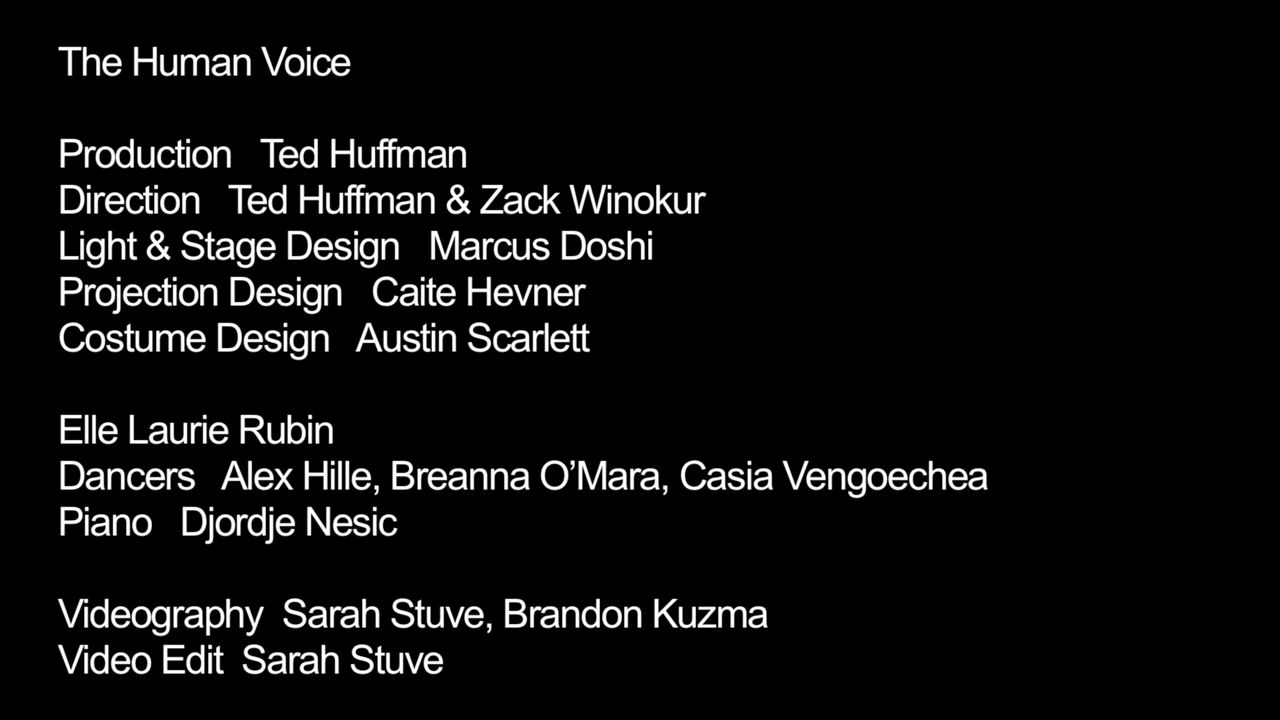 The Human Voice
Production Ted Huffman
Direction Ted Huffman & Zack Winokur
Light & Stage Design Marcus Doshi
Projection Design Caite Hevner
Costume Design Austin Scarlett
Elle Laurie Rubin
Dancers Alex Hille, Breanna O’Mara, Casia Vengoechea
Piano Djordje Nesic
Videography Sarah Stuve, Brandon Kuzma
Video Edit Sarah Stuve